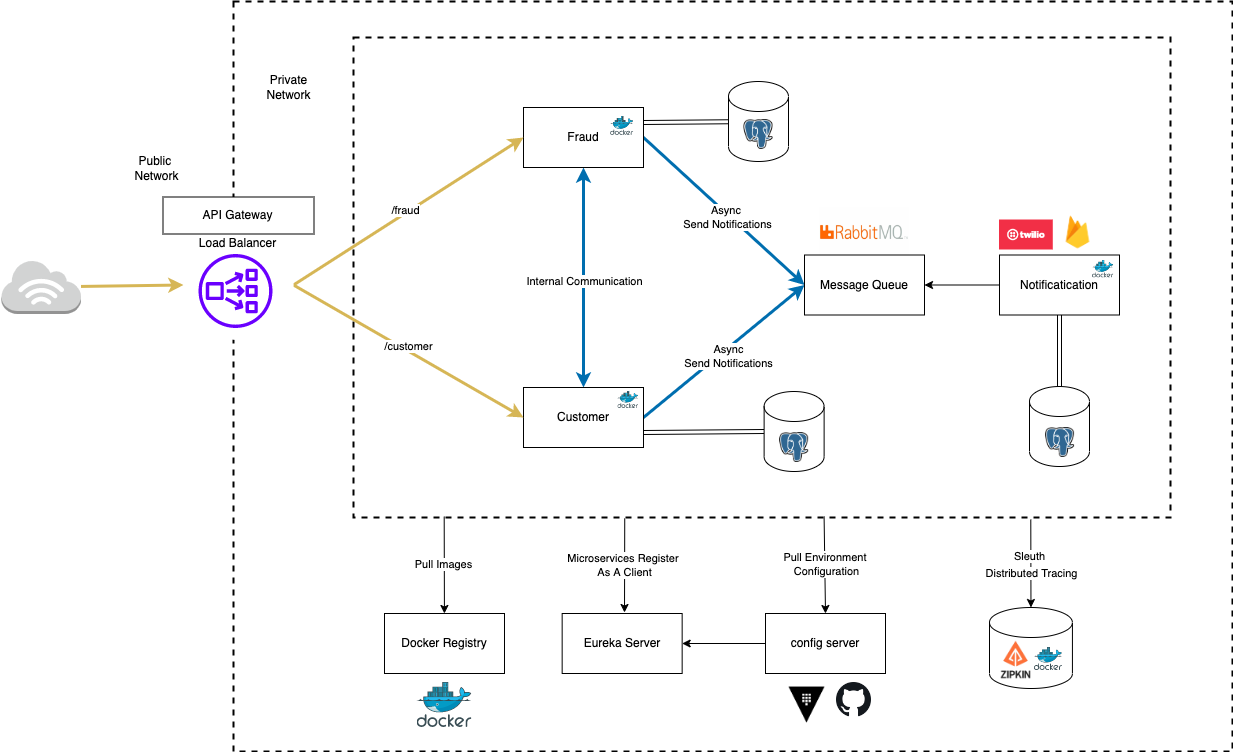 Private
Network
Public
Network
API Gateway
Load Balancer
/fraud
/customer
Fraud
docker
Internal Communication
Customer
docker
Async
Send Notifications
Async
Send Notifications
RabbitMQ
Message Queue
twilio
docker
Notificatication
Pull Images
Microservices Register
As A Client
Pull Environment
Configuration
Sleuth
Distributed Tracing
Docker Registry
docker
Eureka Server
config server
ZIPKIN
docker